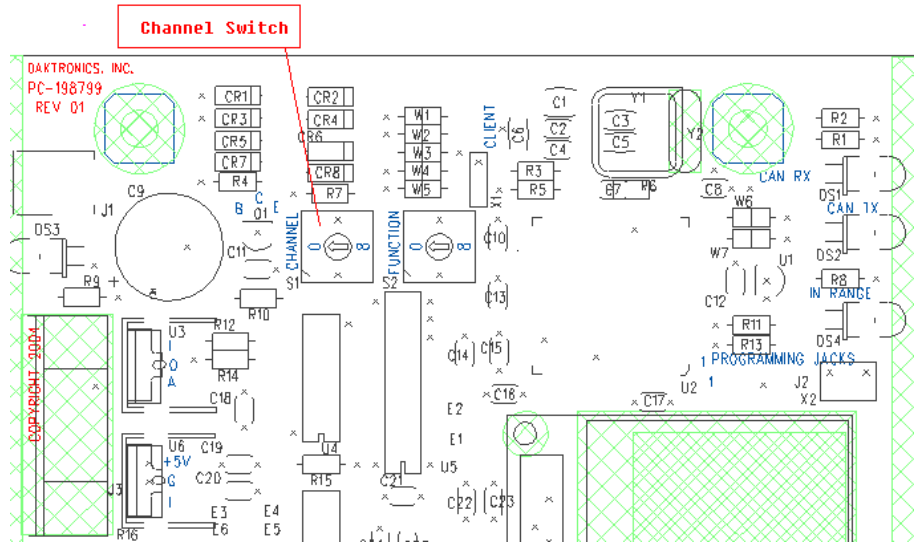 Channel Switch
DAKTRONICS, INC.
PC-198799
REV 01
CR1
CR2
CR3
CR4
CR5
CR6
CR7
CR8
R4
R7
W1
W2
W3
W4
W5
CLIENT
C6
C1
C2
C4
Y1
C3
C5
Y2
R3
R5
R6
C8
X1
R2
R1
CAN RX
DS1
CAN TX
DS2
W6
W7
U1
C12
R8
IN RANGE
DS4
R11
R13
1 PROGRAMMING JACKS
1
U2
J2
X2
J1
C9
DS3
R9
+
B C E
Q1
C11
CHANNEL
0 8
S1
FUNCTION
0 8
S2
C10
C13
R10
COPYRIGHT 2004
U3
I
O
A
R12
R14
C18
C14
C15
C16
C17
E2
E1
U6
+5V
G
I
J3
R16
C19
C20
E3
E4
E6
E5
U4
R15
C21
U5
C22
C23